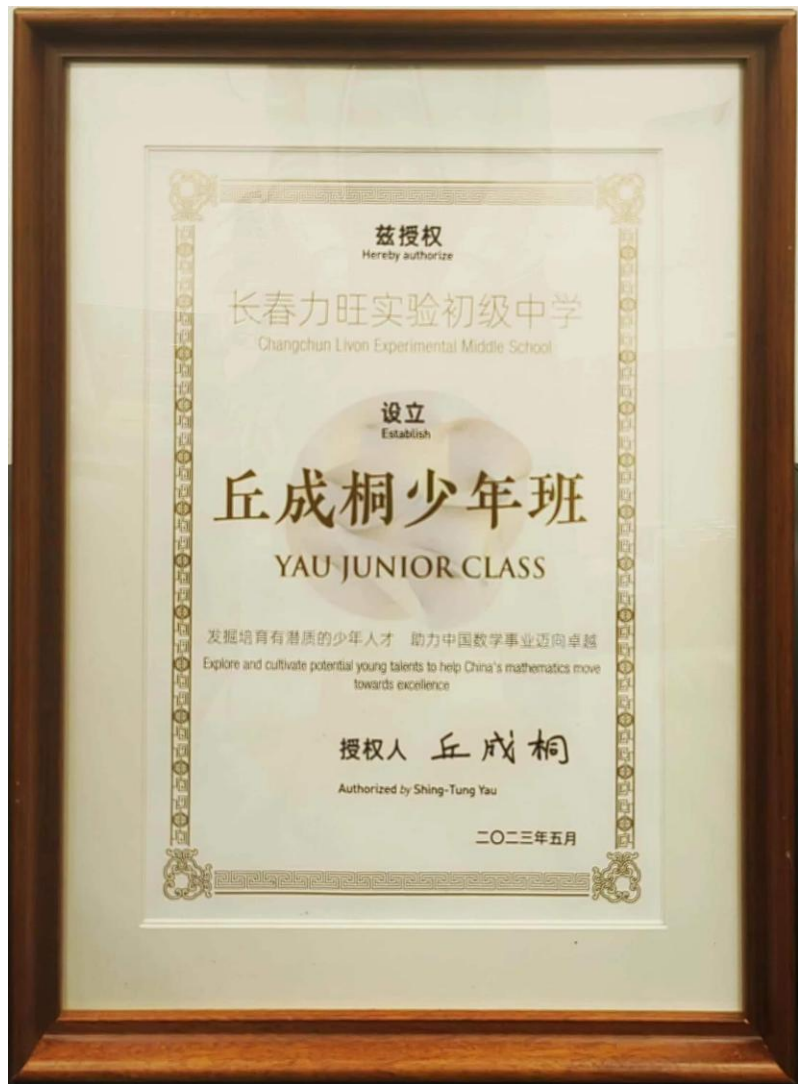 兹授权
Hereby authorize
长春力旺实验初级中学
Changchun Livon Experimental Middle School
设立
Establish
丘成桐少年班
YAU JUNIOR CLASS
发掘培育有潜质的少年人才 助力中国数学事业迈向卓越
Explore and cultivate potential young talents to help China's mathematics move
towards excellence
授权人 丘成桐
Authorized by Shing-Tung Yau
二〇二三年五月